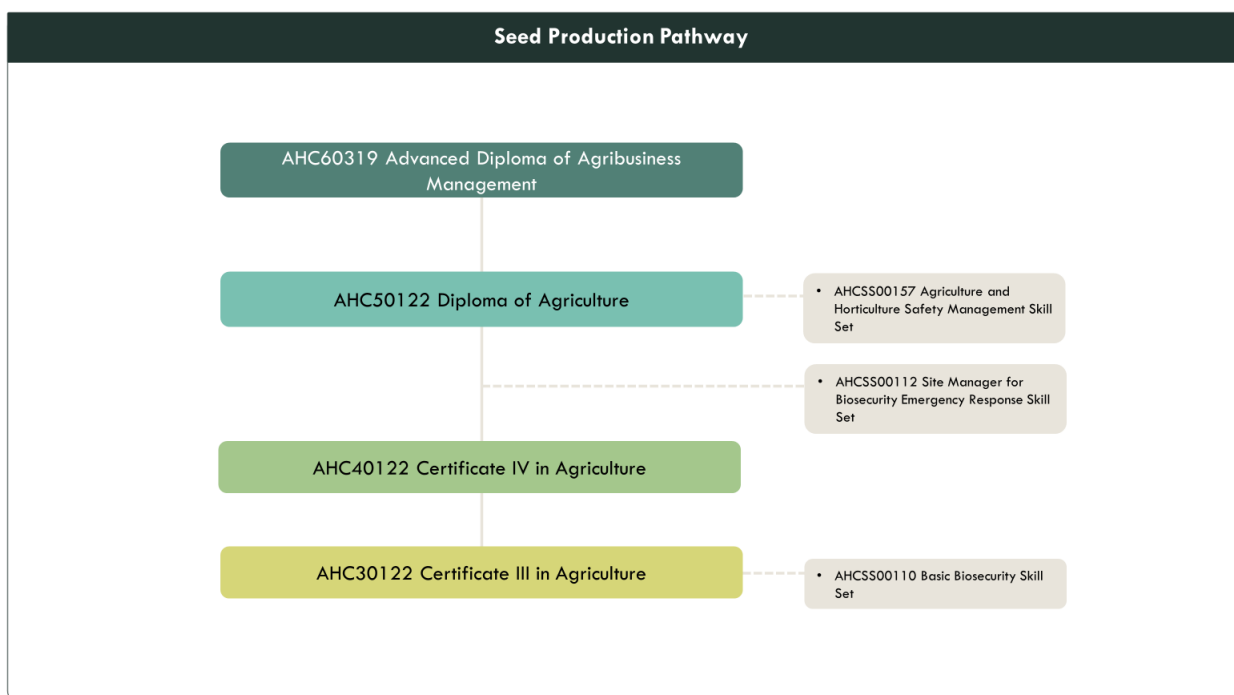 Seed Production Pathway
AHC60319 Advanced Diploma of Agribusiness
Management
AHC50122 Diploma of Agriculture
• AHCSS00157 Agriculture and
Horticulture Safety Management Skill
Set
• AHCSS00112 Site Manager for
Biosecurity Emergency Response Skill
Set
AHC40122 Certificate IV in Agriculture
AHC30122 Certificate III in Agriculture
• AHCSS00110 Basic Biosecurity Skill
Set